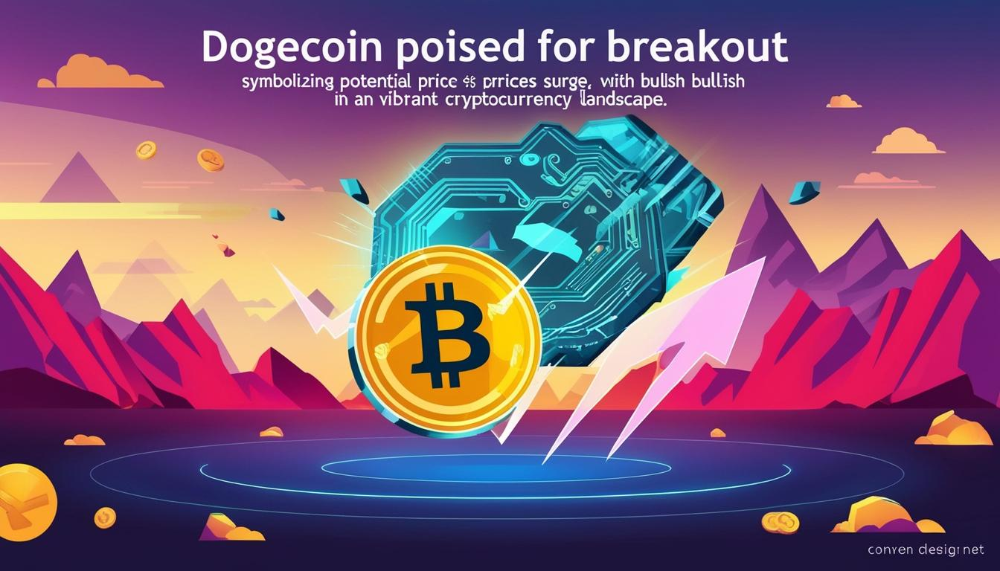 Dogecoin poised for breakout
symbolizing potential price prrices surge, with bullsh bullish
in an vibrant cryptocurrency landscape.
conven desigi net